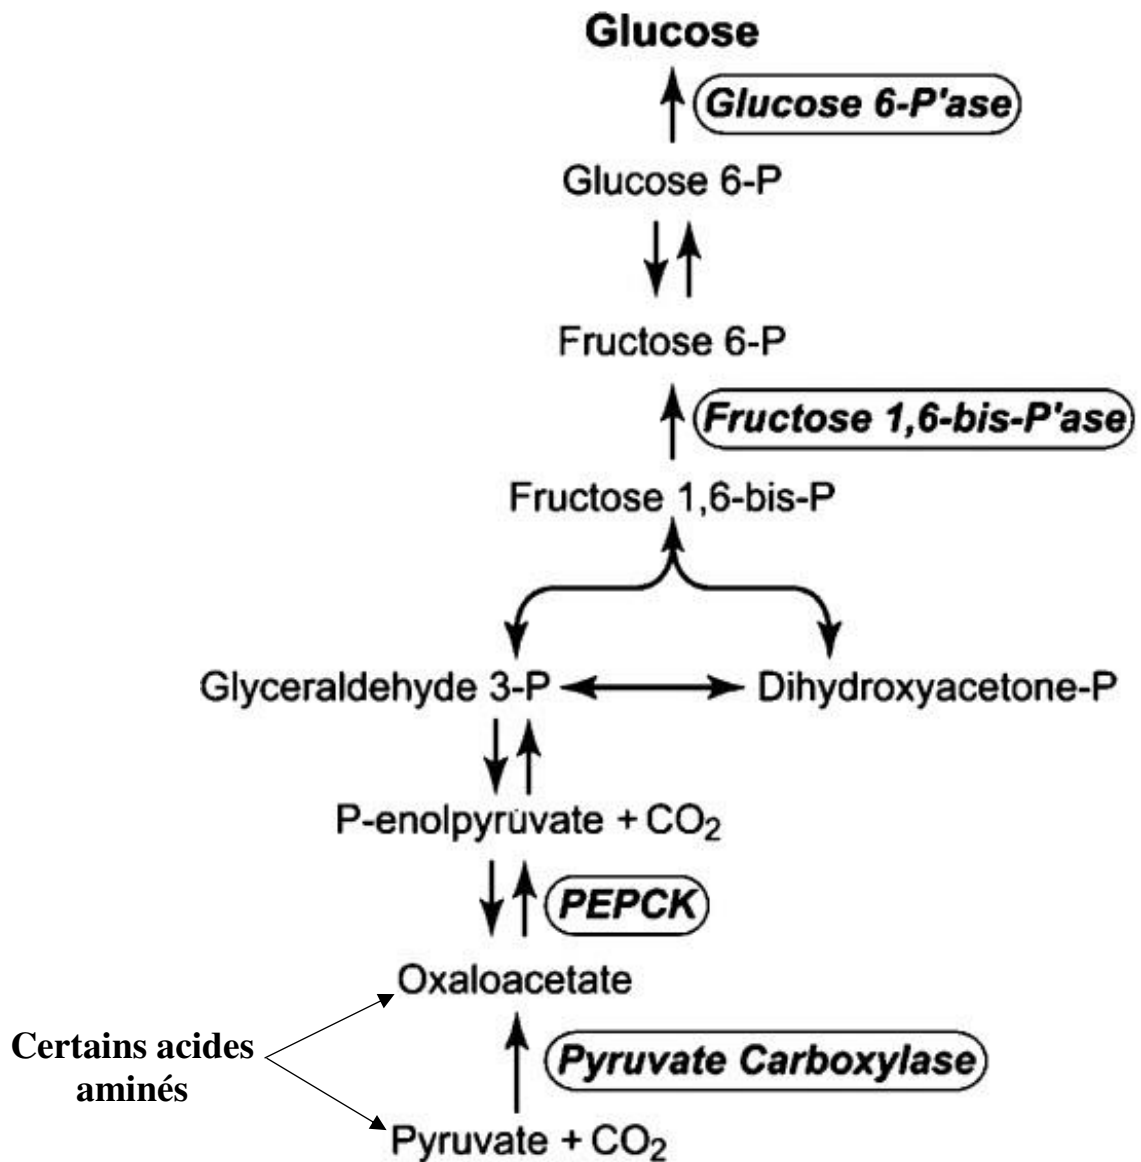 Glucose
Glucose 6-P'ase
Glucose 6-P
Fructose 6-P
Fructose 1,6-bis-P'ase
Fructose 1,6-bis-P
Glyceraldehyde 3-P
Dihydroxyacetone-P
P-enolpyruvate + CO₂
PEPCK
Oxaloacetate
Certains acides
aminés
Pyruvate Carboxylase
Pyruvate + CO₂